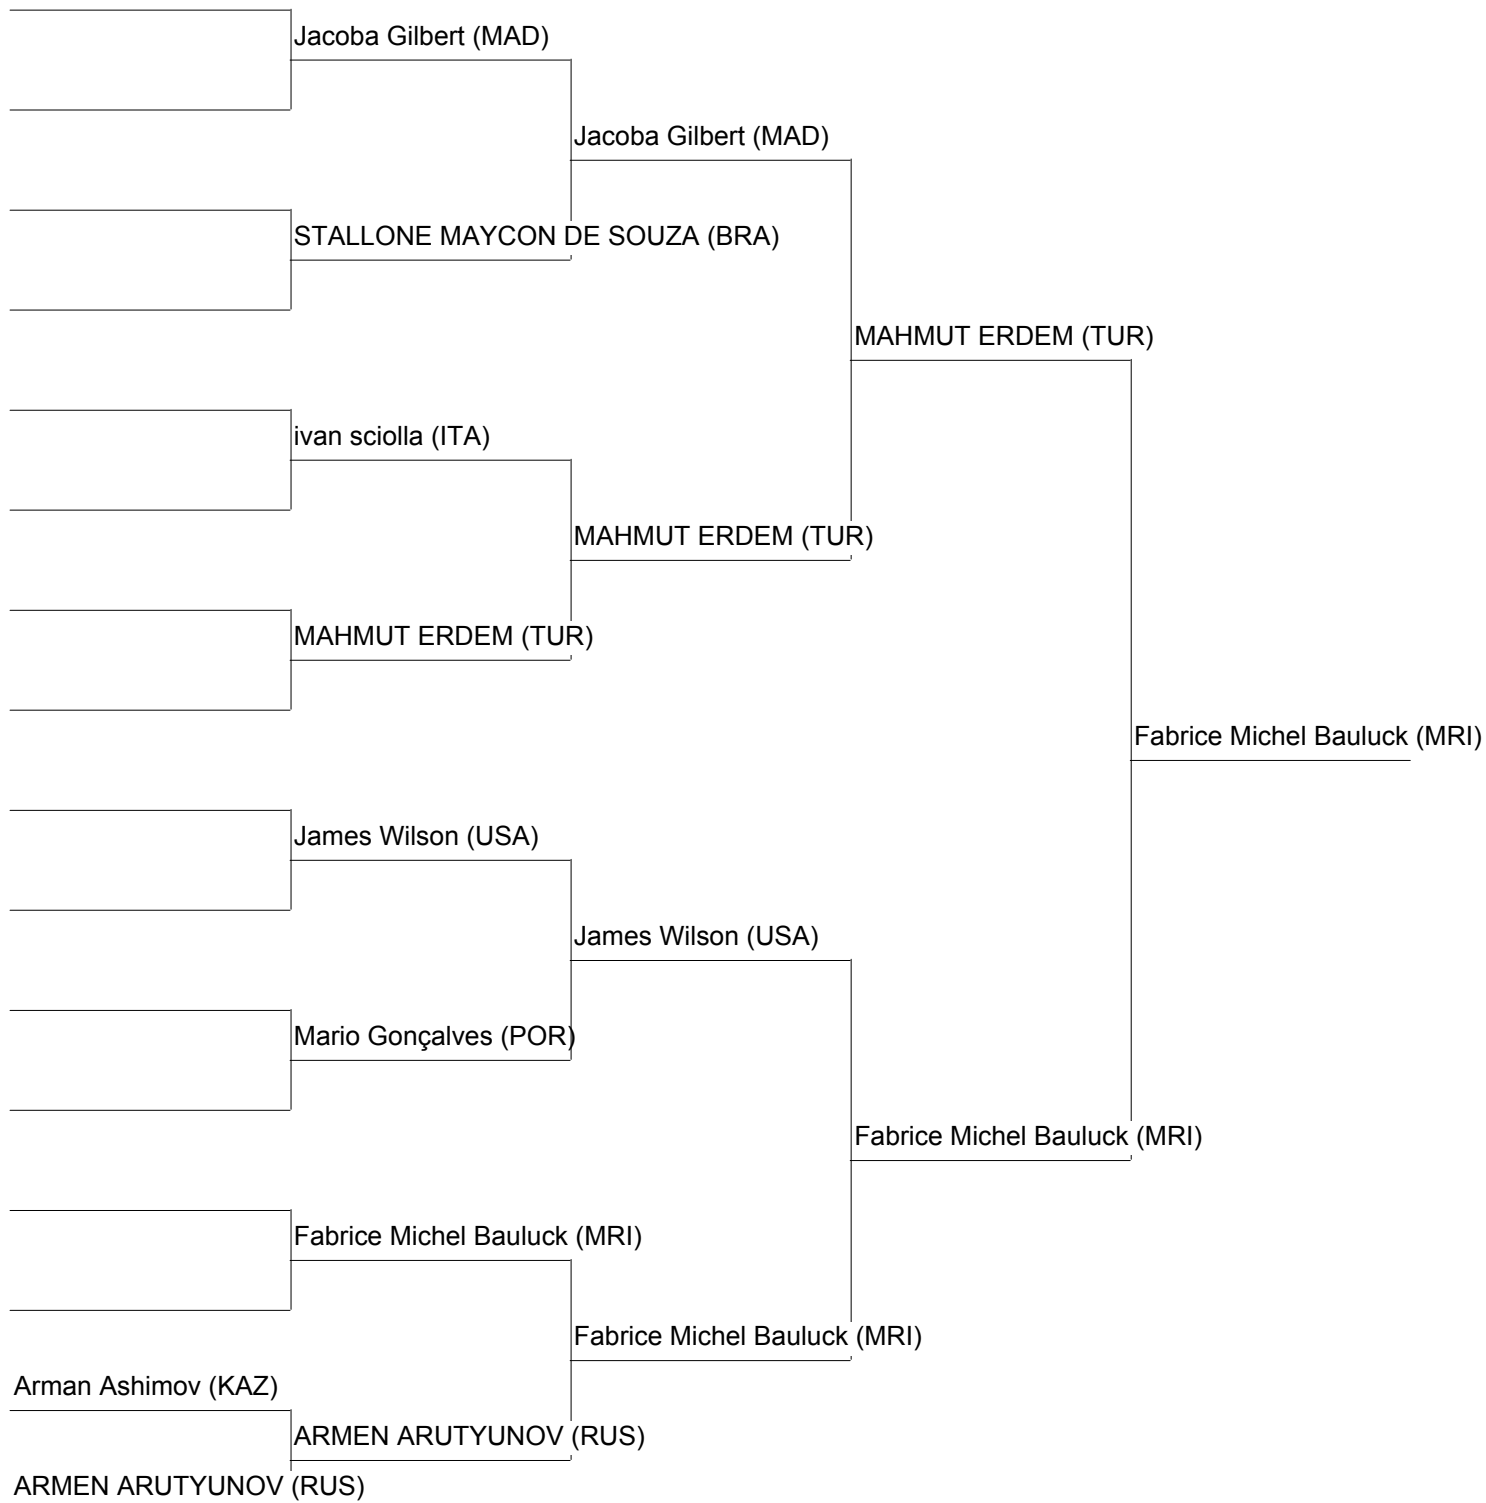 Jacoba Gilbert (MAD)
Jacoba Gilbert (MAD)
STALLONE MAYCON DE SOUZA (BRA)
MAHMUT ERDEM (TUR)
ivan sciolla (ITA)
MAHMUT ERDEM (TUR)
MAHMUT ERDEM (TUR)
Fabrice Michel Bauluck (MRI)
James Wilson (USA)
James Wilson (USA)
Mario Gonçalves (POR)
Fabrice Michel Bauluck (MRI)
Fabrice Michel Bauluck (MRI)
Fabrice Michel Bauluck (MRI)
Arman Ashimov (KAZ)
ARMEN ARUTYUNOV (RUS)
ARMEN ARUTYUNOV (RUS)